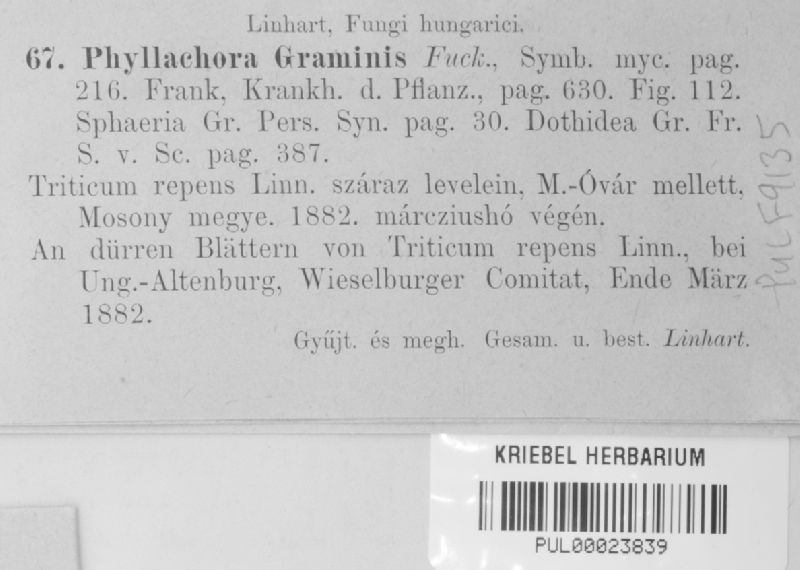 Linhart, Fungi hungarici.
67. Phyllachora Graminis Fuck., Symb. myc. pag.
216. Frank, Krankh. d. Pflanz., pag. 630. Fig. 112.
Sphaeria Gr. Pers. Syn. pag. 30. Dothidea Gr. Fr.
S. v. Sc. pag. 387.
Triticum repens Linn. száraz levelein, M.-Óvár mellett,
Mosony megye. 1882. márcziushó végén.
An dürren Blättern von Triticum repens Linn., bei
Ung.-Altenburg, Wieselburger Comitat, Ende März
1882.
Gyűjt. és megh. Gesam. u. best. Linhart.
PUL F9135
KRIEBEL HERBARIUM
PUL00023839